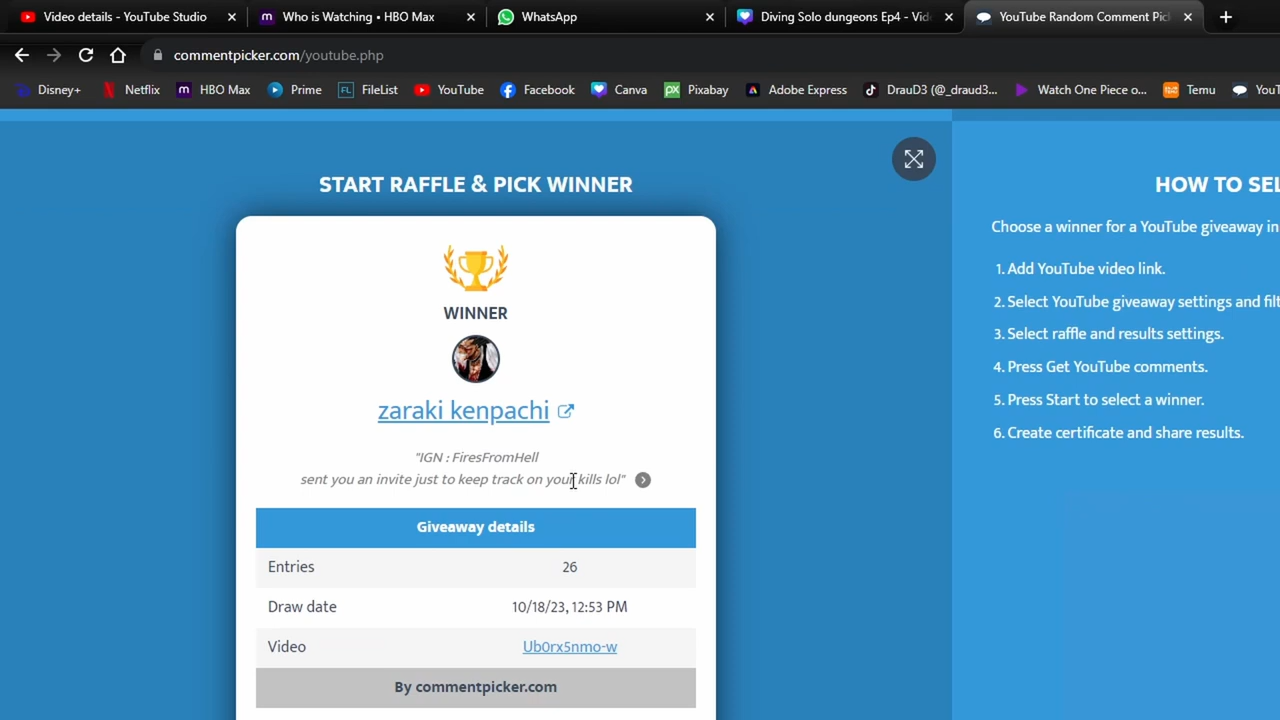 Video details - YouTube Studio
Who is Watching • HBO Max
WhatsApp
Diving Solo dungeons Ep4 - Vid
YouTube Random Comment Pic
commentpicker.com/youtube.php
Disney+
Netflix
HBO Max
Prime
FL
FileList
YouTube
Facebook
Canva
PX
Pixabay
Adobe Express
DrauD3 (@_draud3...
Watch One Piece o...
Temu
YouT
START RAFFLE & PICK WINNER
WINNER
zaraki kenpachi
"IGN : FiresFromHell
sent you an invite just to keep track on your kills lol"
Giveaway details
Entries 26
Draw date 10/18/23, 12:53 PM
Video Ub0rx5nmo-w
By commentpicker.com
HOW TO SEL
Choose a winner for a YouTube giveaway in
1. Add YouTube video link.
2. Select YouTube giveaway settings and filt
3. Select raffle and results settings.
4. Press Get YouTube comments.
5. Press Start to select a winner.
6. Create certificate and share results.